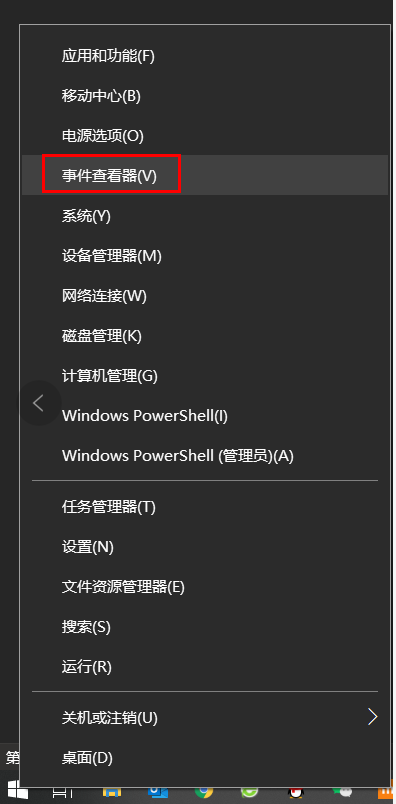 应用和功能(F)
移动中心(B)
电源选项(O)
事件查看器(V)
系统(Y)
设备管理器(M)
网络连接(W)
磁盘管理(K)
计算机管理(G)
Windows PowerShell(I)
Windows PowerShell (管理员)(A)
任务管理器(T)
设置(N)
文件资源管理器(E)
搜索(S)
运行(R)
关机或注销(U)
第
桌面(D)